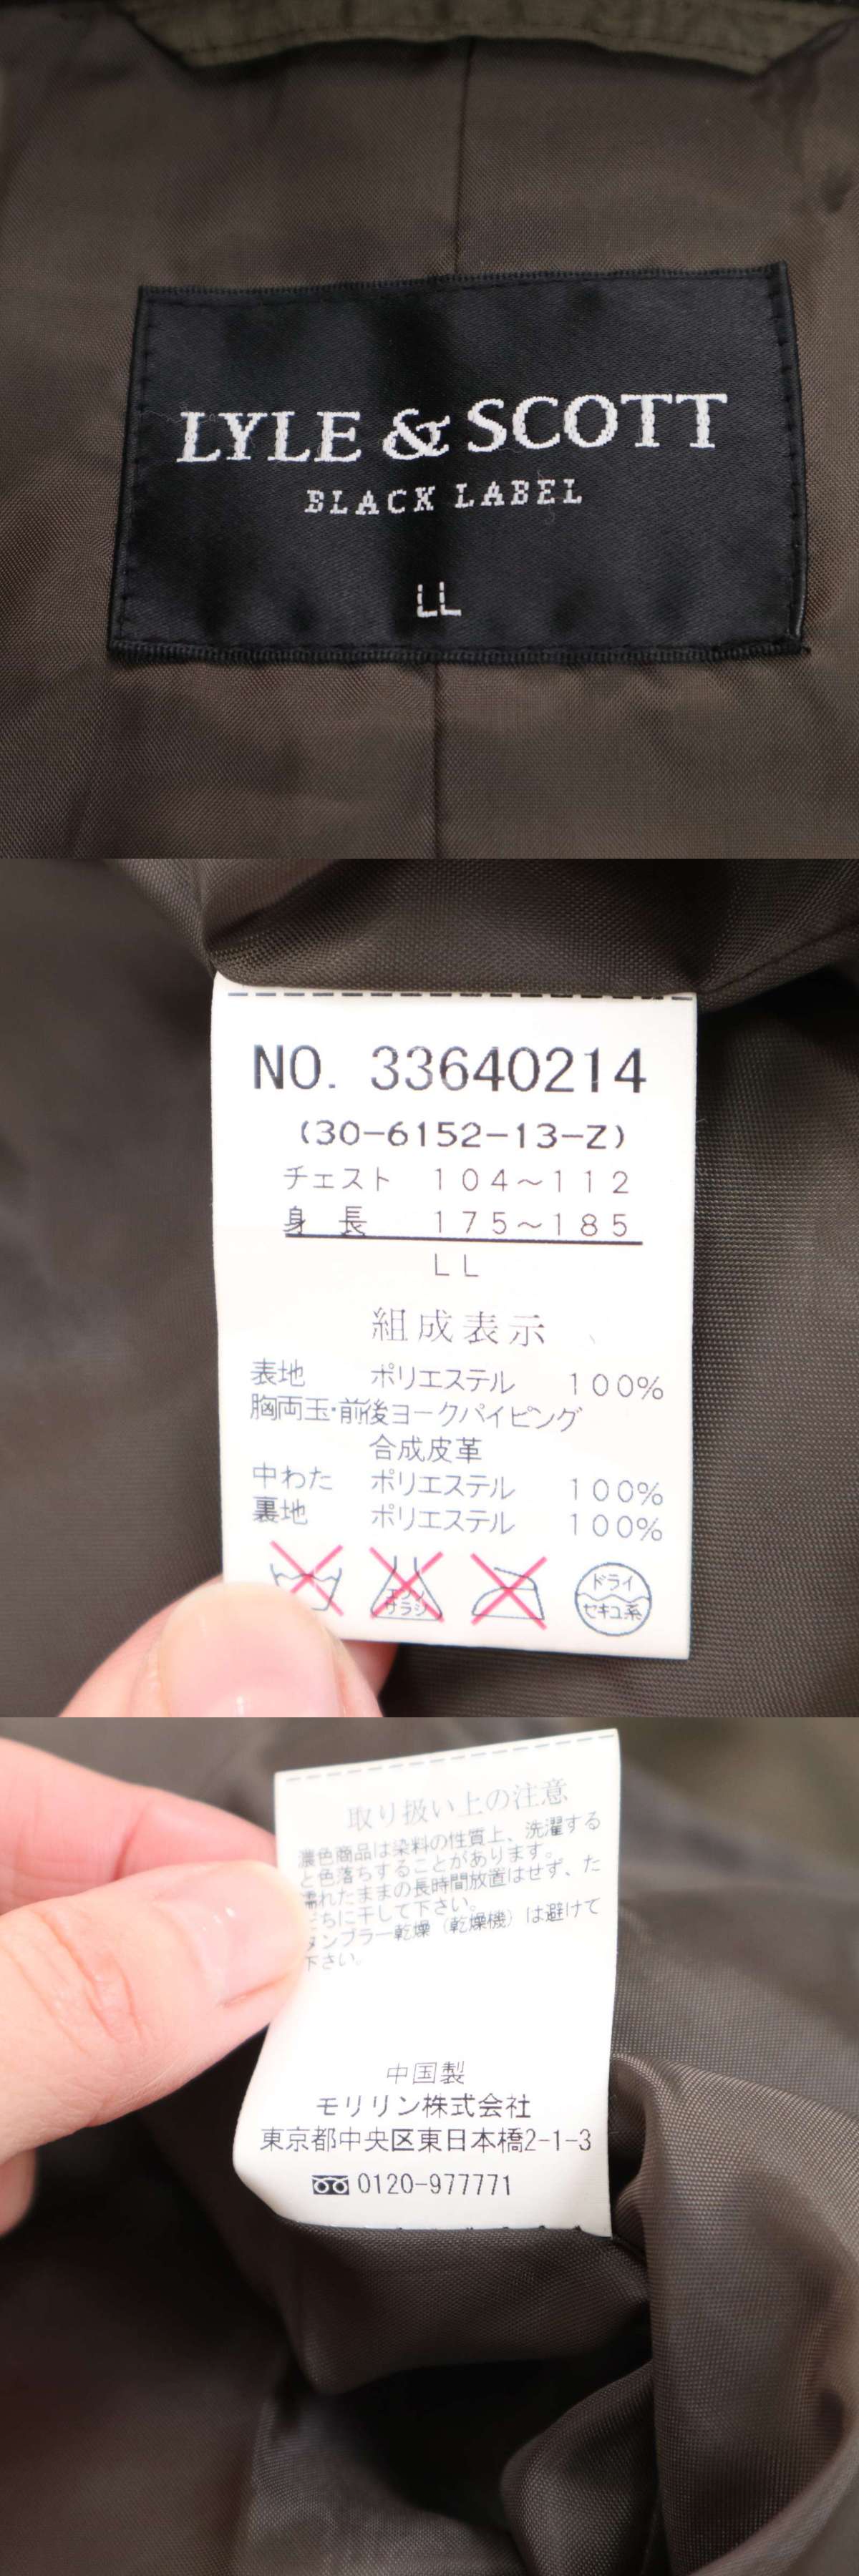 LYLE & SCOTT
BLACK LABEL
LL
NO. 33640214
(30-6152-13-Z)
チェスト 104～112
身長 175～185
LL
組成表示
表地 ポリエステル 100%
胸両玉・前後ヨークパイピング
合成皮革
中わた ポリエステル 100%
裏地 ポリエステル 100%
エンソ
サラシ
ドライ
セキユ系
取り扱い上の注意
濃色商品は染料の性質上、洗濯する
と色落ちすることがあります。
濡れたままの長時間放置はせず、た
だちに干して下さい。
タンブラー乾燥（乾燥機）は避けて
下さい。
中国製
モリリン株式会社
東京都中央区東日本橋2-1-3
0120-977771